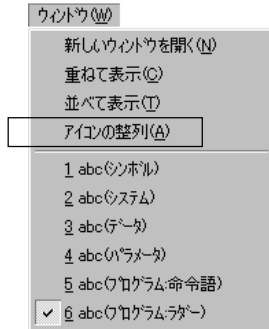 ウィンドウ(W)
新しいウィンドウを開く(N)
重ねて表示(C)
並べて表示(T)
アイコンの整列(A)
1 abc(シンボル)
2 abc(システム)
3 abc(データ)
4 abc(パラメータ)
5 abc(プログラム:命令語)
6 abc(プログラム:ラダー)